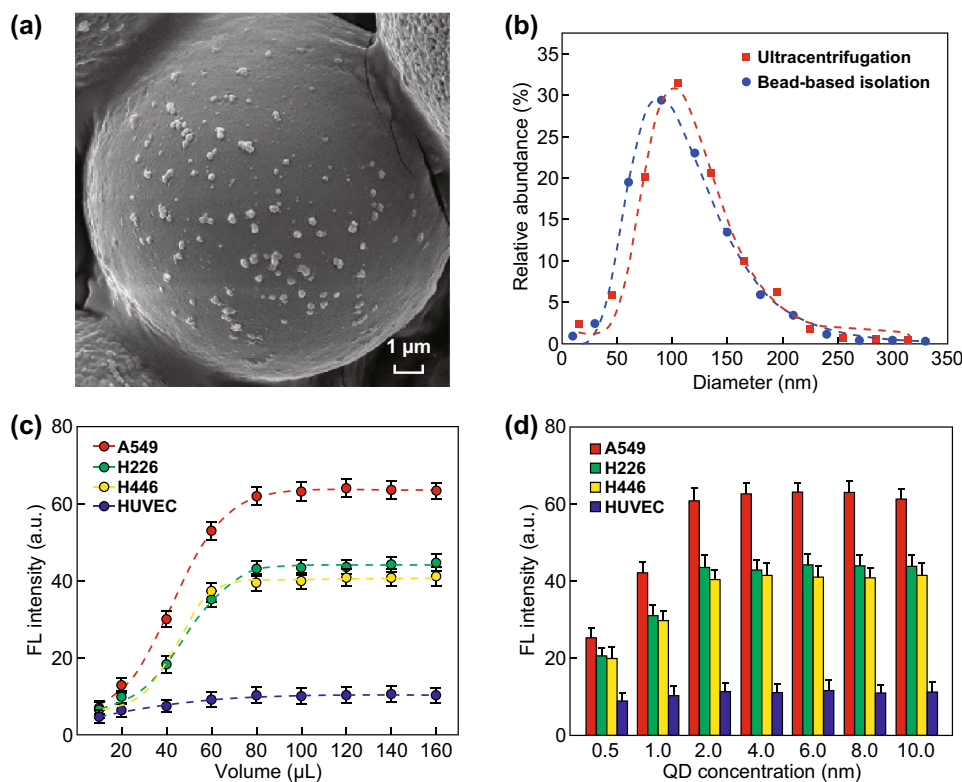 (a)
1 μm
(b)
Relative abundance (%)
35
30
25
20
15
10
5
0
Ultracentrifugation
Bead-based isolation
0 50 100 150 200 250 300 350
Diameter (nm)
(c)
FL intensity (a.u.)
80
60
40
20
0
A549
H226
H446
HUVEC
20 40 60 80 100 120 140 160
Volume (μL)
(d)
FL intensity (a.u.)
80
60
40
20
0
A549
H226
H446
HUVEC
0.5 1.0 2.0 4.0 6.0 8.0 10.0
QD concentration (nm)